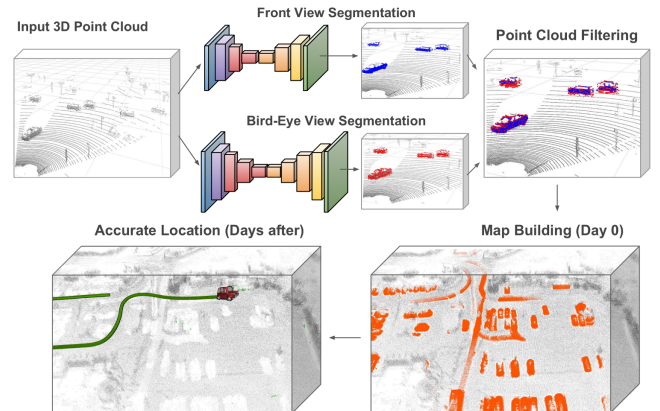 Front View Segmentation
Input 3D Point Cloud
Point Cloud Filtering
Bird-Eye View Segmentation
Accurate Location (Days after)
Map Building (Day 0)